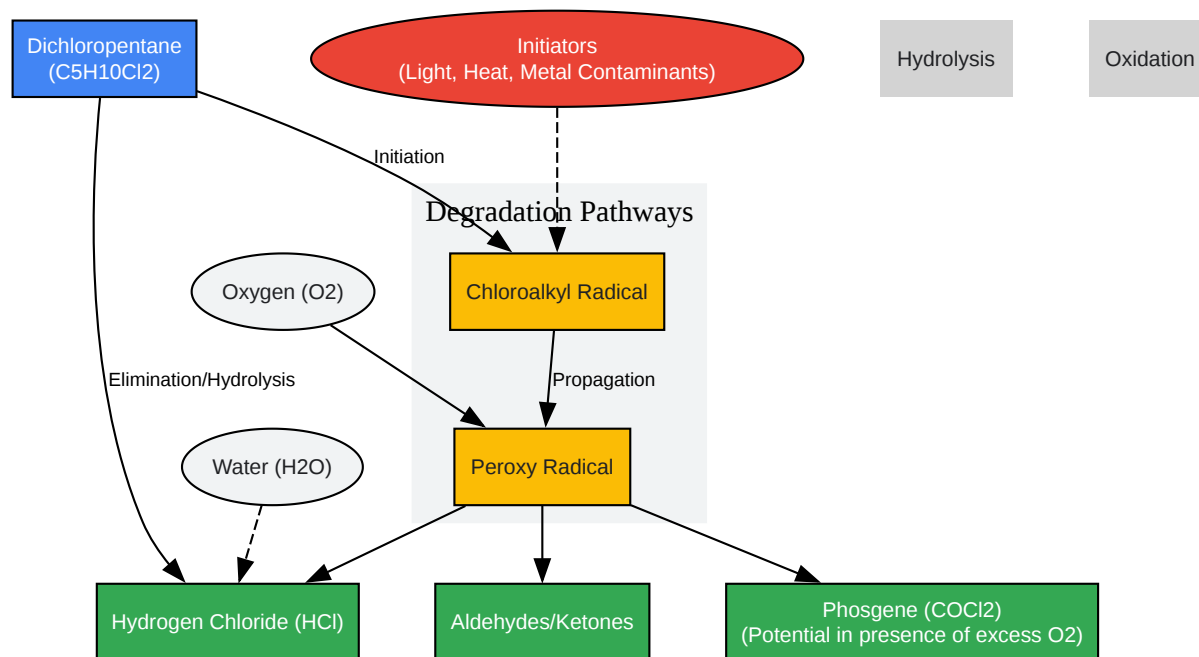 Dichloropentane
(C5H10Cl2)
Initiators
(Light, Heat, Metal Contaminants)
Hydrolysis
Oxidation
Initiation
Degradation Pathways
Oxygen (O2)
Chloroalkyl Radical
Elimination/Hydrolysis
Propagation
Water (H2O)
Peroxy Radical
Hydrogen Chloride (HCl)
Aldehydes/Ketones
Phosgene (COCl2)
(Potential in presence of excess O2)